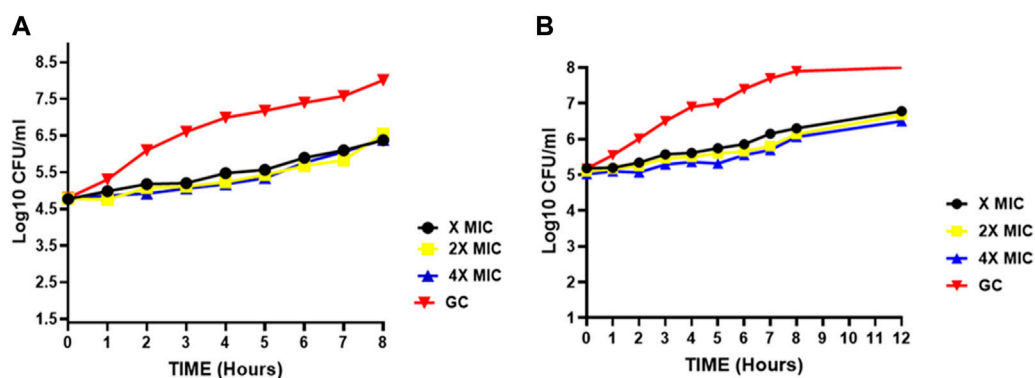 A
Log10 CFU/ml
8.5
7.5
6.5
5.5
4.5
3.5
2.5
1.5
0 1 2 3 4 5 6 7 8
TIME (Hours)
X MIC
2X MIC
4X MIC
GC
B
Log10 CFU/ml
8
7
6
5
4
3
2
1
0 1 2 3 4 5 6 7 8 9 10 11 12
TIME (Hours)
X MIC
2X MIC
4X MIC
GC